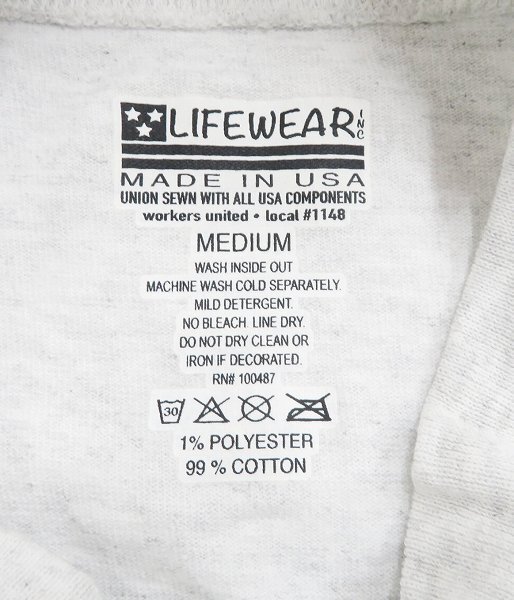 LIFEWEAR INC
MADE IN USA
UNION SEWN WITH ALL USA COMPONENTS
workers united • local #1148
MEDIUM
WASH INSIDE OUT
MACHINE WASH COLD SEPARATELY.
MILD DETERGENT.
NO BLEACH. LINE DRY.
DO NOT DRY CLEAN OR
IRON IF DECORATED.
RN# 100487
30
1% POLYESTER
99 % COTTON